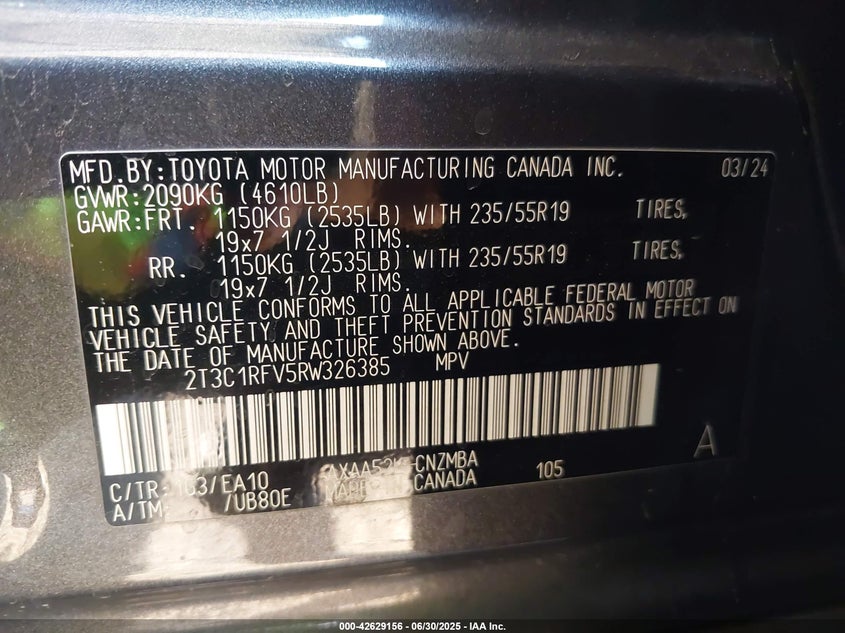 MFD.BY:TOYOTA MOTOR MANUFACTURING CANADA INC. 03/24
GVWR:2090KG (4610LB)
GAWR:FRT. 1150KG (2535LB) WITH 235/55R19 TIRES,
19x7 1/2J RIMS.
RR. 1150KG (2535LB) WITH 235/55R19 TIRES,
19x7 1/2J RIMS.
THIS VEHICLE CONFORMS TO ALL APPLICABLE FEDERAL MOTOR
VEHICLE SAFETY AND THEFT PREVENTION STANDARDS IN EFFECT ON
THE DATE OF MANUFACTURE SHOWN ABOVE.
2T3C1RFV5RW326385 MPV
A
C/TR: /EA10 CNZMBA
A/TM: /UB80E CANADA 105
000-42629156 - 06/30/2025 - IAA Inc.